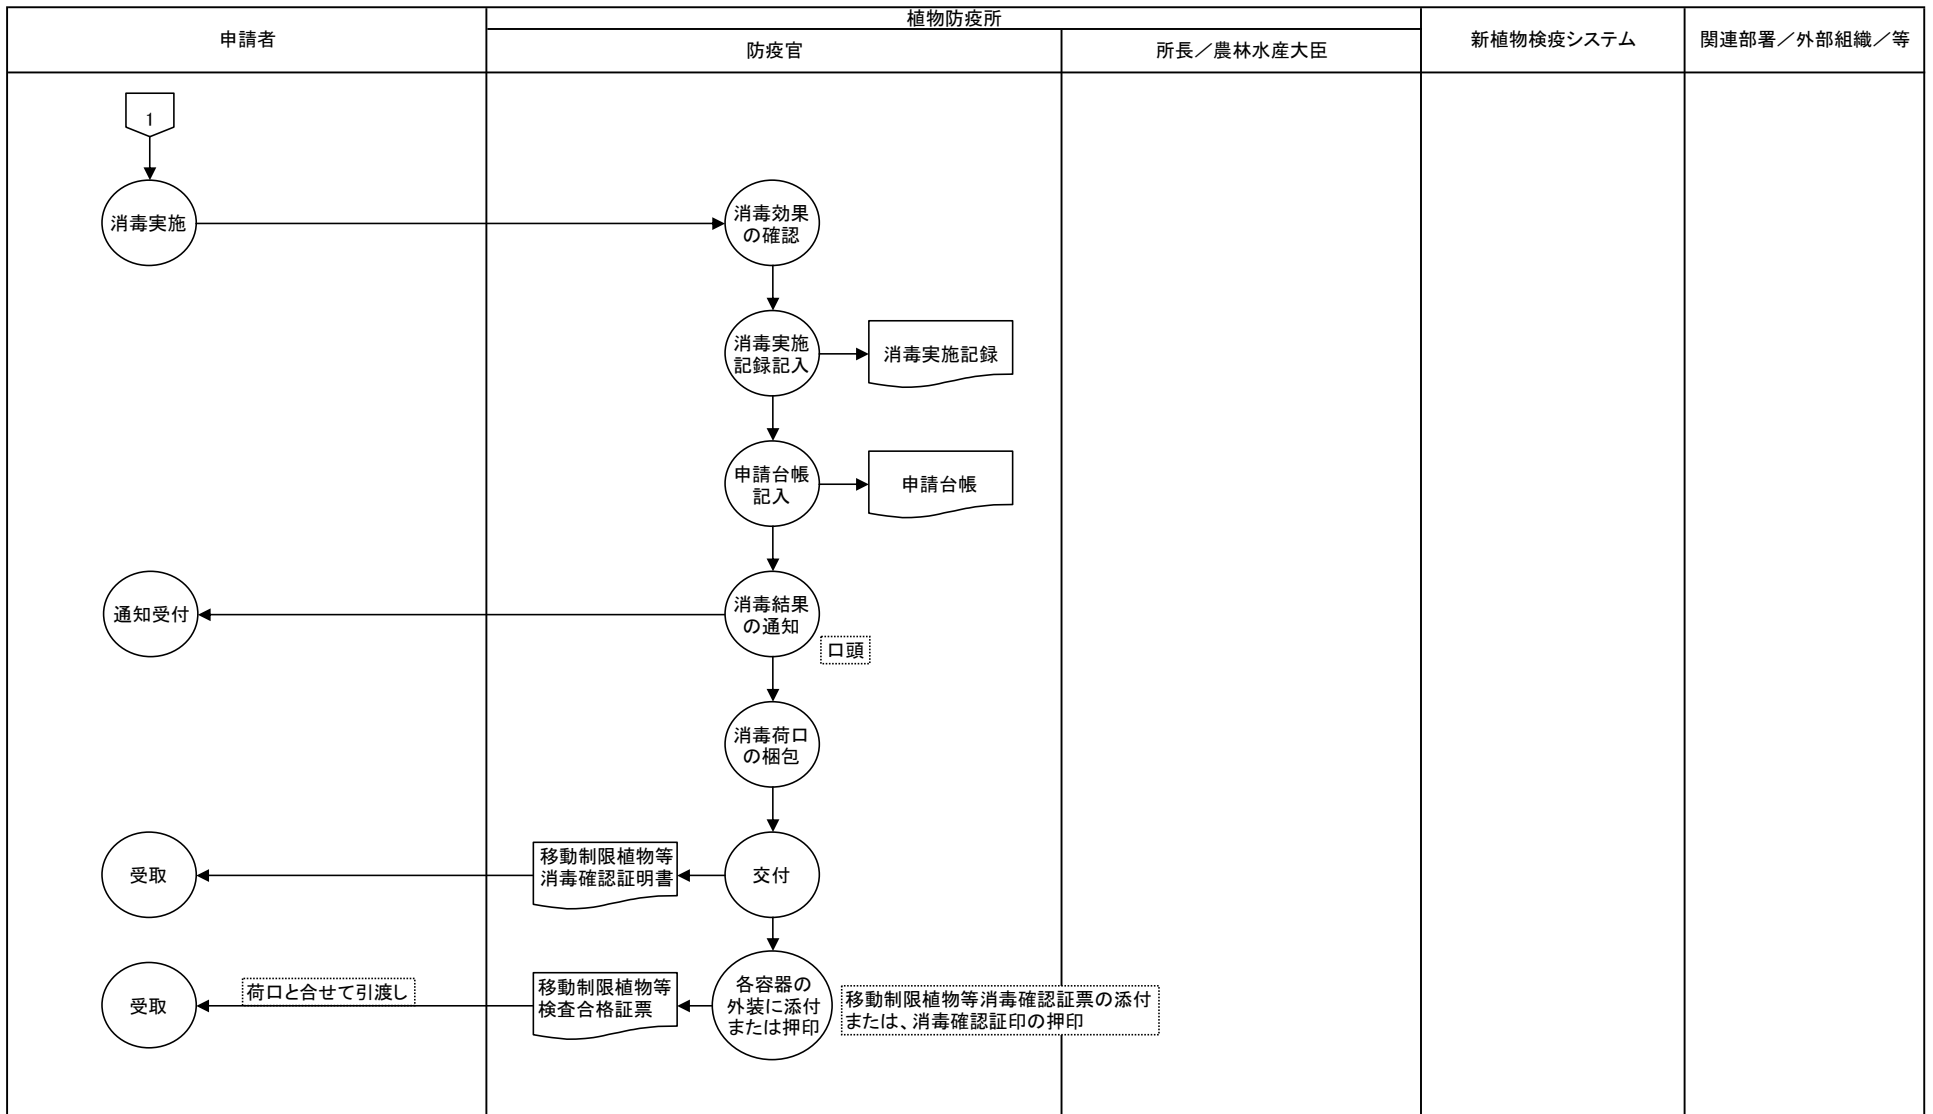 申請者
植物防疫所
防疫官
所長／農林水産大臣
新植物検疫システム
関連部署／外部組織／等
1
消毒実施
消毒効果
の確認
消毒実施
記録記入
消毒実施記録
申請台帳
記入
申請台帳
通知受付
消毒結果
の通知
口頭
消毒荷口
の梱包
受取
移動制限植物等
消毒確認証明書
交付
受取
荷口と合せて引渡し
移動制限植物等
検査合格証票
各容器の
外装に添付
または押印
移動制限植物等消毒確認証票の添付
または、消毒確認証印の押印